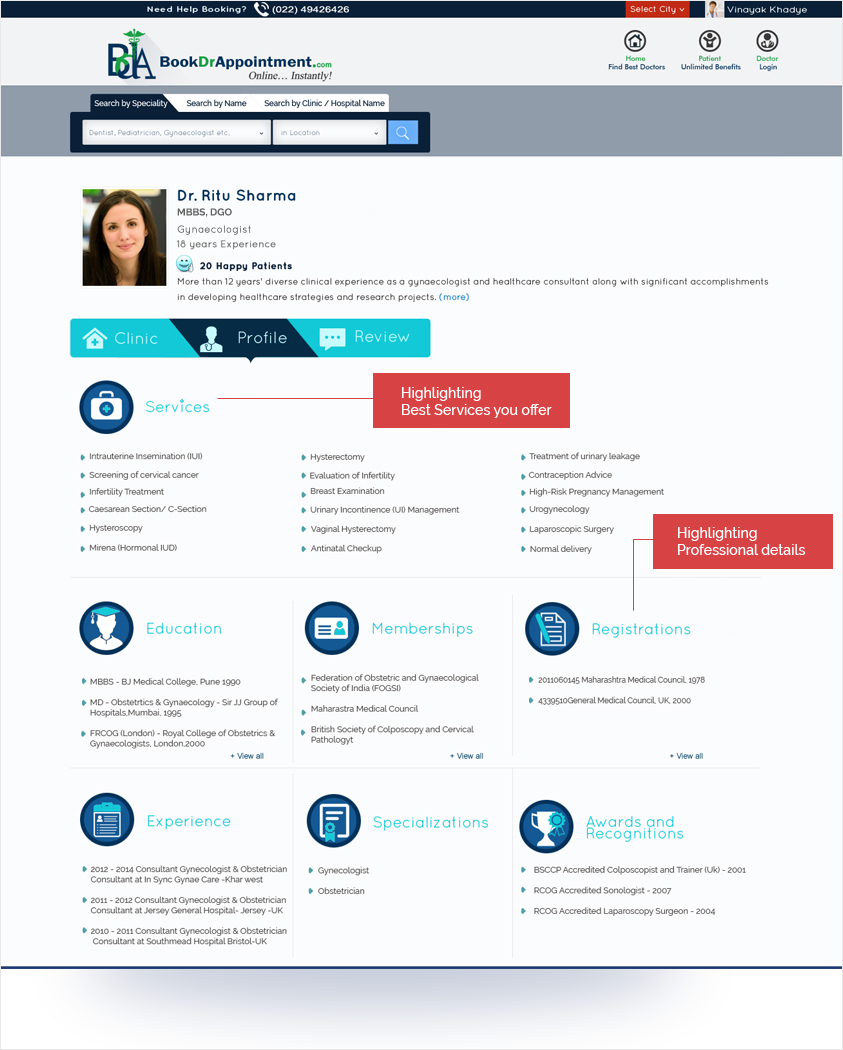 Need Help Booking? (022) 49426426
Select City
Vinayak Khadye
BDA
BookDrAppointment.com
Online... Instantly!
Home
Find Best Doctors
Patient
Unlimited Benefits
Doctor
Login
Search by Speciality
Search by Name
Search by Clinic / Hospital Name
Dentist, Pediatrician, Gynaecologist etc.
in Location
Dr. Ritu Sharma
MBBS, DGO
Gynaecologist
18 years Experience
20 Happy Patients
More than 12 years' diverse clinical experience as a gynaecologist and healthcare consultant along with significant accomplishments
in developing healthcare strategies and research projects. (more)
Clinic
Profile
Review
Services
Highlighting
Best Services you offer
Intrauterine Insemination (IUI)
Screening of cervical cancer
Infertility Treatment
Caesarean Section/ C-Section
Hysteroscopy
Mirena (Hormonal IUD)
Hysterectomy
Evaluation of Infertility
Breast Examination
Urinary Incontinence (UI) Management
Vaginal Hysterectomy
Antinatal Checkup
Treatment of urinary leakage
Contraception Advice
High-Risk Pregnancy Management
Urogynecology
Laparoscopic Surgery
Normal delivery
Highlighting
Professional details
Education
MBBS - BJ Medical College, Pune 1990
MD - Obstetrtics & Gynaecology - Sir JJ Group of
Hospitals,Mumbai, 1995
FRCOG (London) - Royal College of Obstetrics &
Gynaecologists, London,2000
+ View all
Memberships
Federation of Obstetric and Gynaecological
Society of India (FOGSI)
Maharastra Medical Council
British Society of Colposcopy and Cervical
Pathologyt
+ View all
Registrations
2011060145 Maharashtra Medical Council, 1978
4339510General Medical Council, UK, 2000
+ View all
Experience
2012 - 2014 Consultant Gynecologist & Obstetrician
Consultant at In Sync Gynae Care -Khar west
2011 - 2012 Consultant Gynecologist & Obstetrician
Consultant at Jersey General Hospital- Jersey -UK
2010 - 2011 Consultant Gynecologist & Obstetrician
Consultant at Southmead Hospital Bristol-UK
Specializations
Gynecologist
Obstetrician
Awards and
Recognitions
BSCCP Accredited Colposcopist and Trainer (Uk) - 2001
RCOG Accredited Sonologist - 2007
RCOG Accredited Laparoscopy Surgeon - 2004